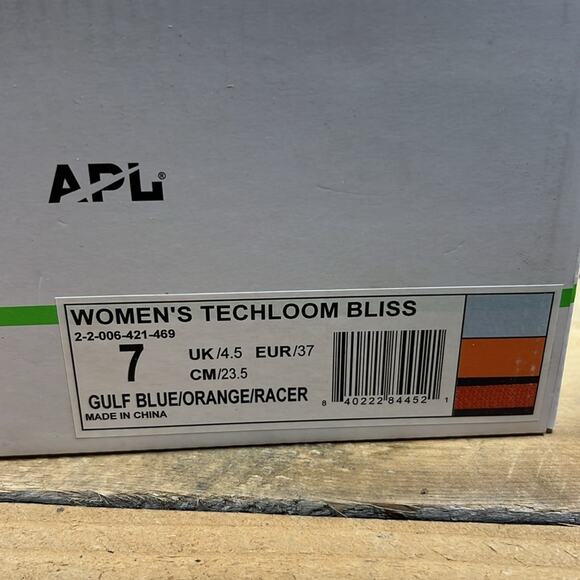 APL®
WOMEN'S TECHLOOM BLISS
2-2-006-421-469
7 UK/4.5 EUR/37
CM/23.5
GULF BLUE/ORANGE/RACER
MADE IN CHINA
8 40222 84452 1